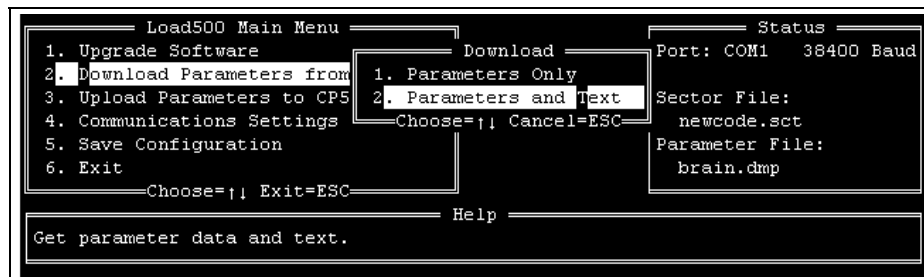 Load500 Main Menu
1. Upgrade Software
2. Download Parameters from
3. Upload Parameters to CP5
4. Communications Settings
5. Save Configuration
6. Exit
Choose=↑↓ Exit=ESC
Download
1. Parameters Only
2. Parameters and Text
Choose=↑↓ Cancel=ESC
Status
Port: COM1 38400 Baud
Sector File:
newcode.sct
Parameter File:
brain.dmp
Help
Get parameter data and text.